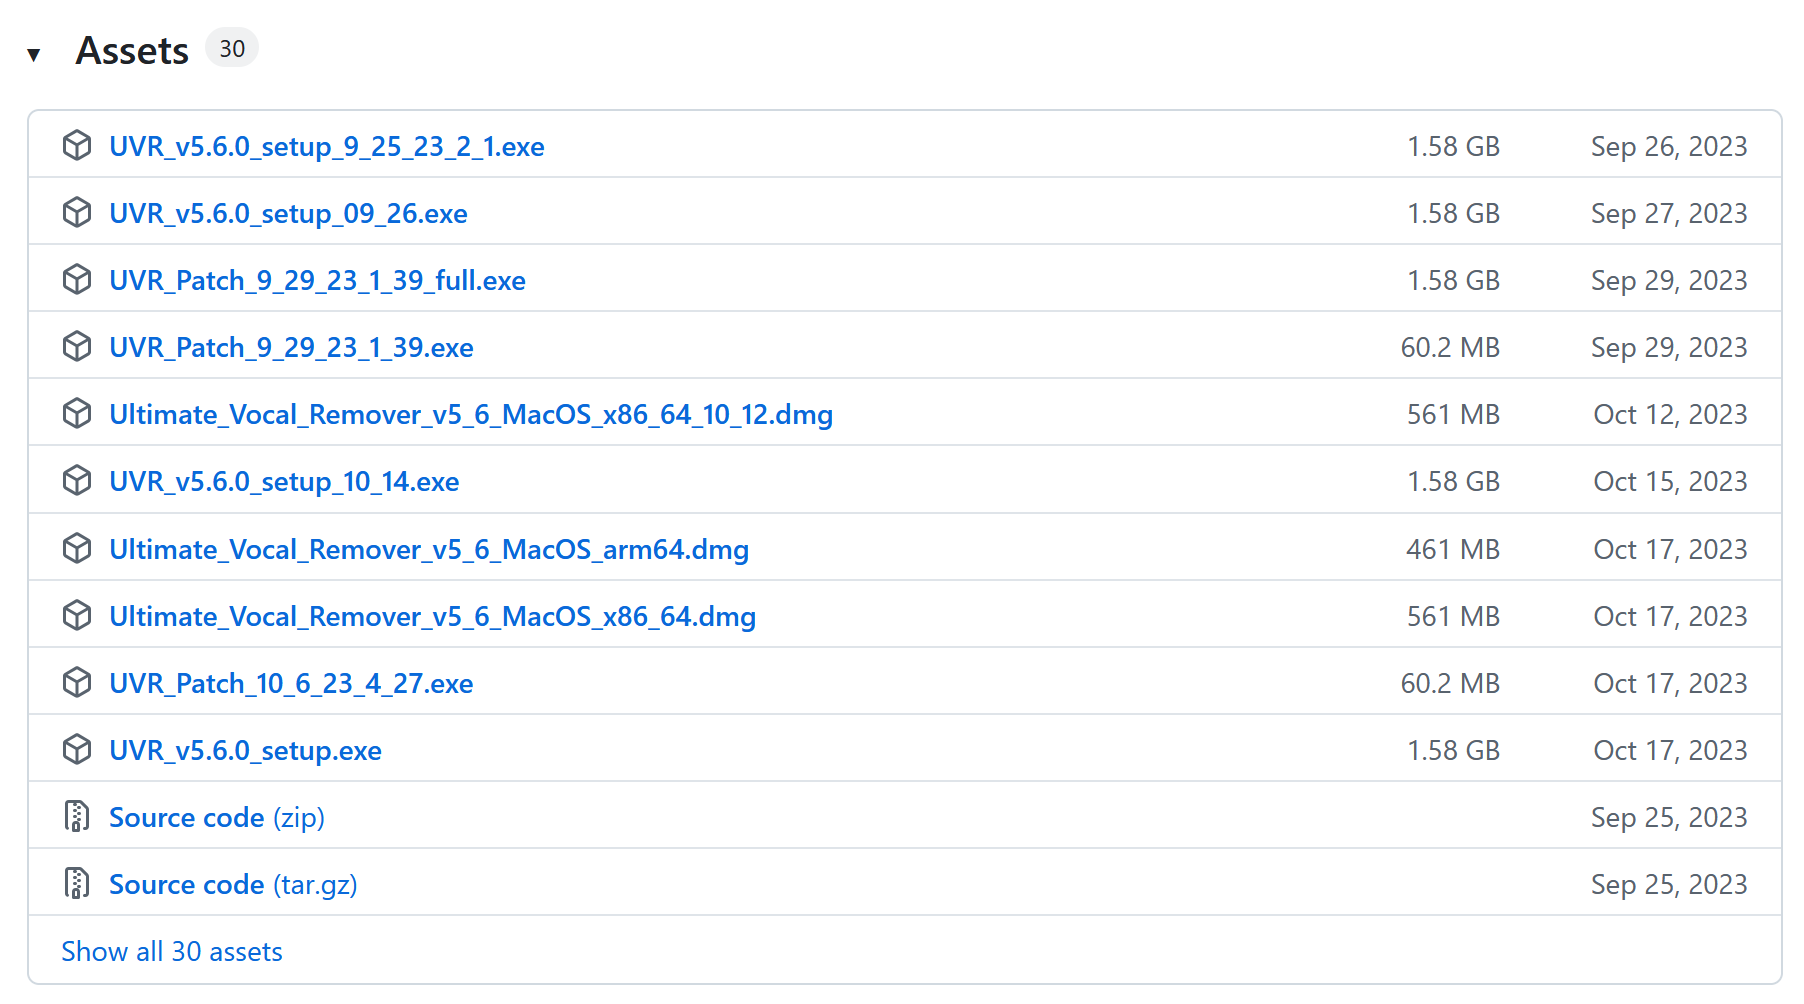 Assets 30
UVR_v5.6.0_setup_9_25_23_2_1.exe 1.58 GB Sep 26, 2023
UVR_v5.6.0_setup_09_26.exe 1.58 GB Sep 27, 2023
UVR_Patch_9_29_23_1_39_full.exe 1.58 GB Sep 29, 2023
UVR_Patch_9_29_23_1_39.exe 60.2 MB Sep 29, 2023
Ultimate_Vocal_Remover_v5_6_MacOS_x86_64_10_12.dmg 561 MB Oct 12, 2023
UVR_v5.6.0_setup_10_14.exe 1.58 GB Oct 15, 2023
Ultimate_Vocal_Remover_v5_6_MacOS_arm64.dmg 461 MB Oct 17, 2023
Ultimate_Vocal_Remover_v5_6_MacOS_x86_64.dmg 561 MB Oct 17, 2023
UVR_Patch_10_6_23_4_27.exe 60.2 MB Oct 17, 2023
UVR_v5.6.0_setup.exe 1.58 GB Oct 17, 2023
Source code (zip) Sep 25, 2023
Source code (tar.gz) Sep 25, 2023
Show all 30 assets